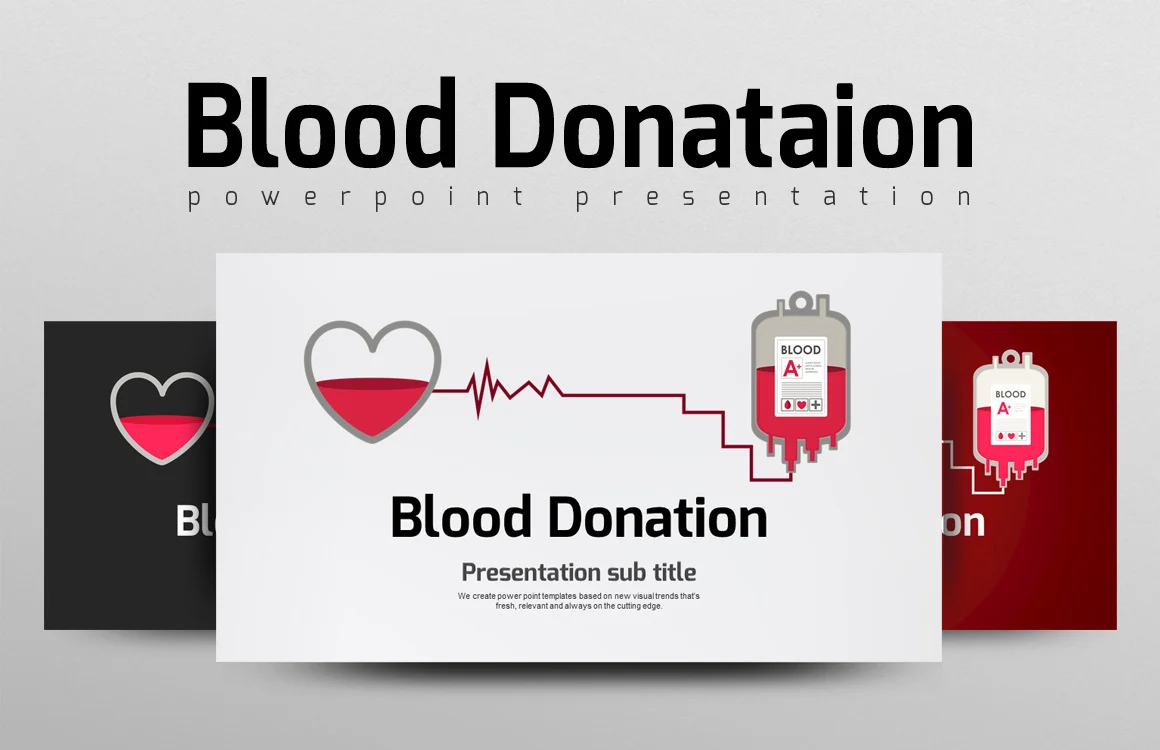 Blood Donataion
powerpoint presentation
BLOOD
A+
BLOOD
A+
Blood Donation
Bl
on
Presentation sub title
We create power point templates based on new visual trends that's
fresh, relevant and always on the cutting edge.